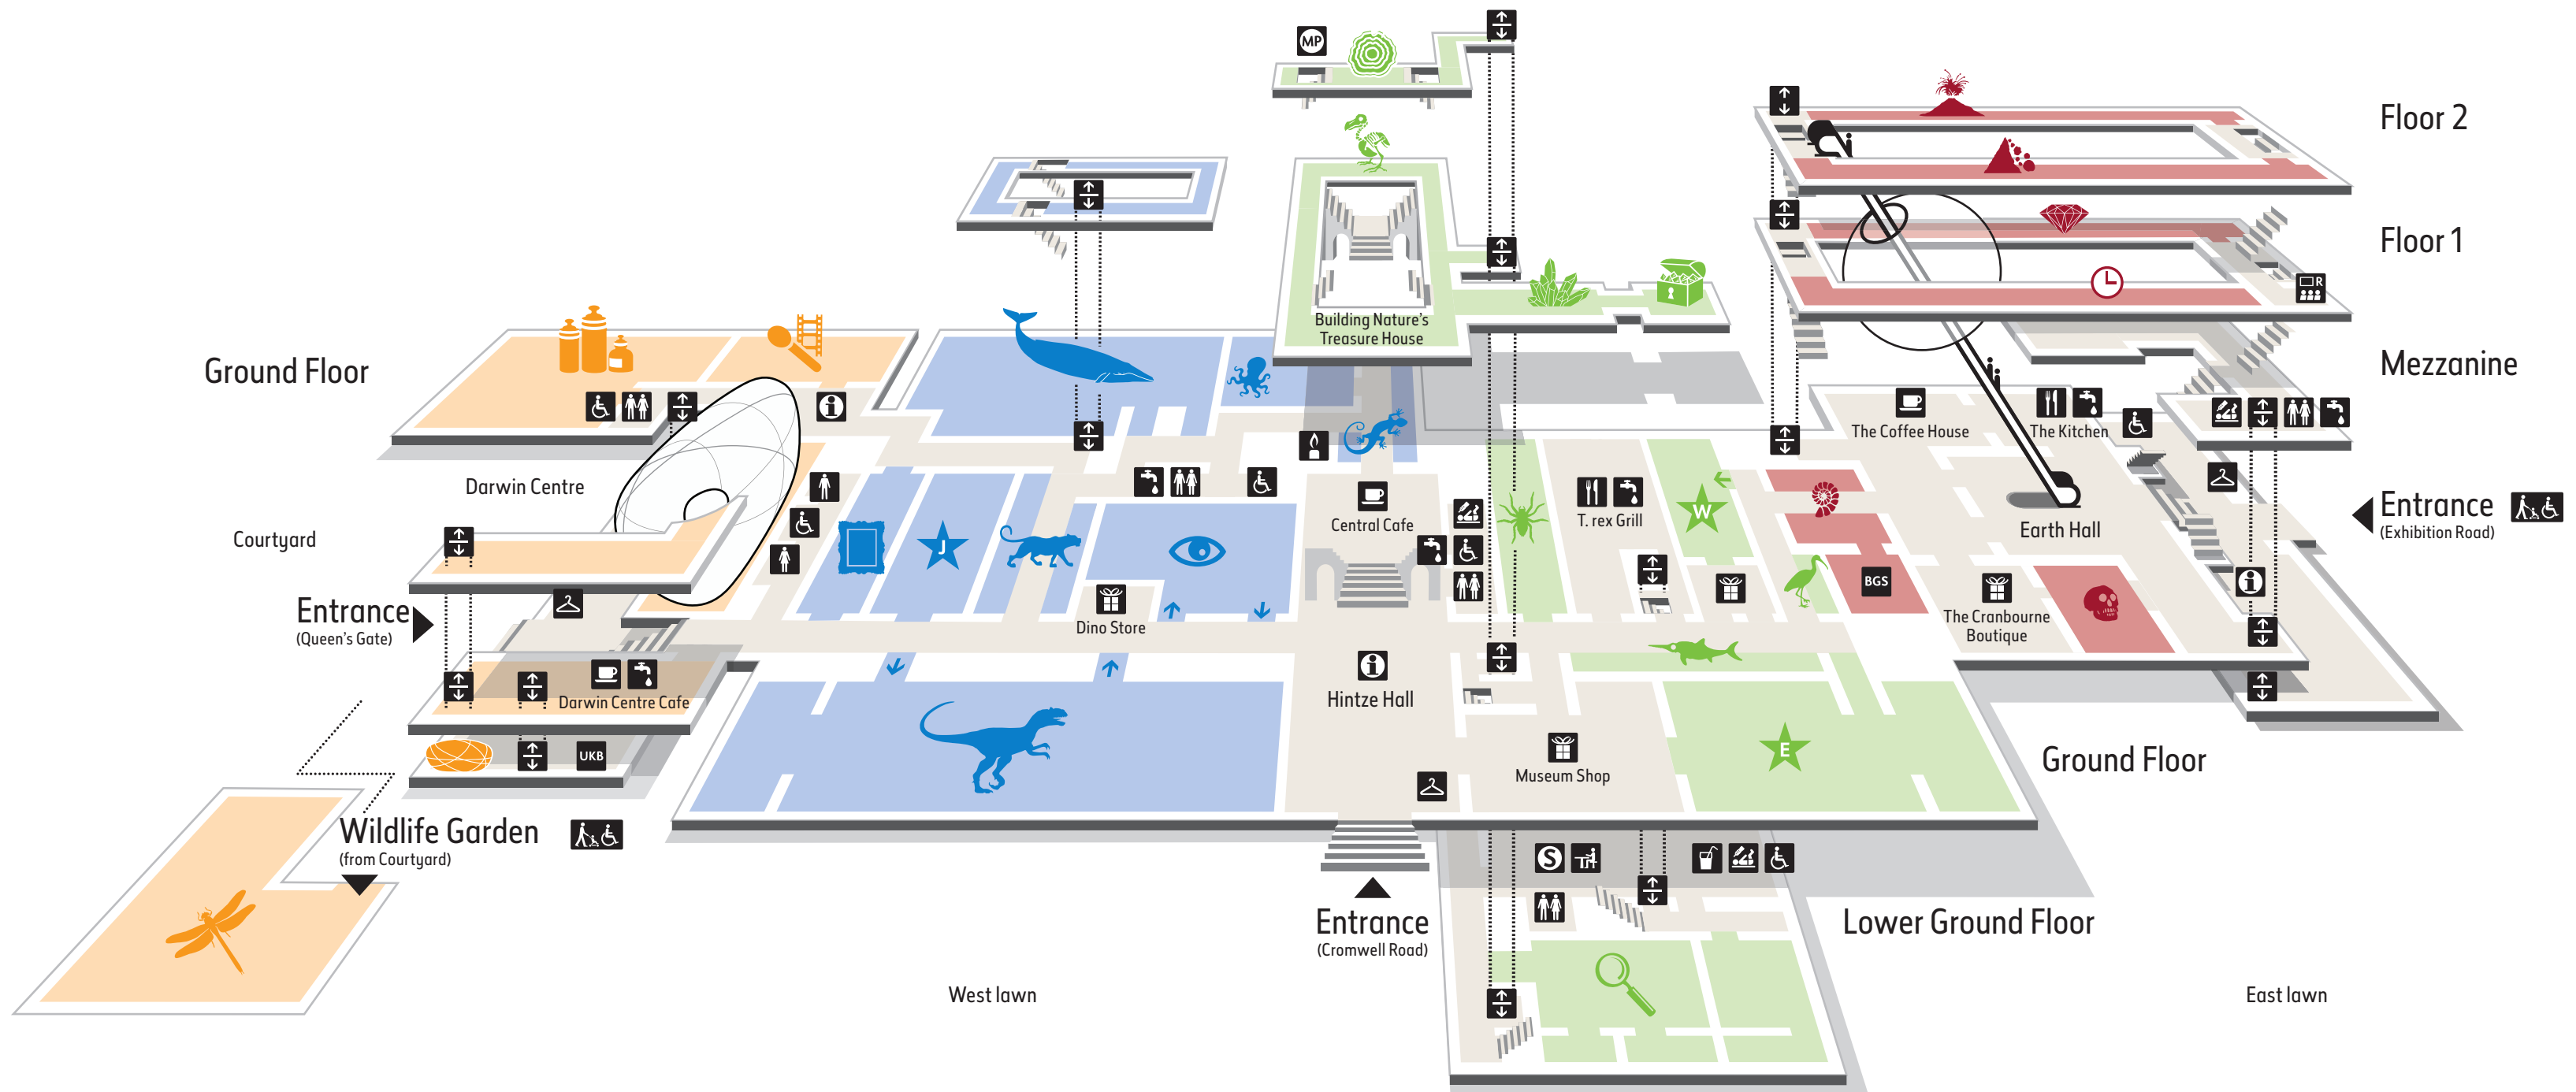 MP
Floor 2
Floor 1
R
Building Nature's
Treasure House
Ground Floor
Mezzanine
The Coffee House
The Kitchen
Darwin Centre
Central Cafe
T. rex Grill
W
J
Entrance
(Exhibition Road)
Earth Hall
Courtyard
BGS
Entrance
(Queen's Gate)
Dino Store
The Cranbourne
Boutique
Hintze Hall
Darwin Centre Cafe
UKB
E
Museum Shop
Ground Floor
Wildlife Garden
(from Courtyard)
S
Entrance
(Cromwell Road)
Lower Ground Floor
West lawn
East lawn